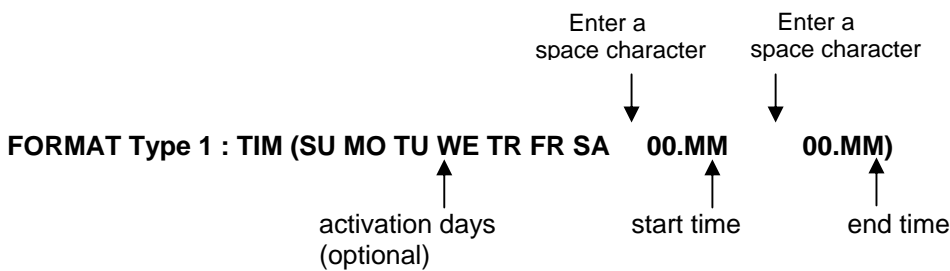 Enter a
space character
Enter a
space character
FORMAT Type 1 : TIM (SU MO TU WE TR FR SA 00.MM 00.MM)
activation days
(optional)
start time
end time